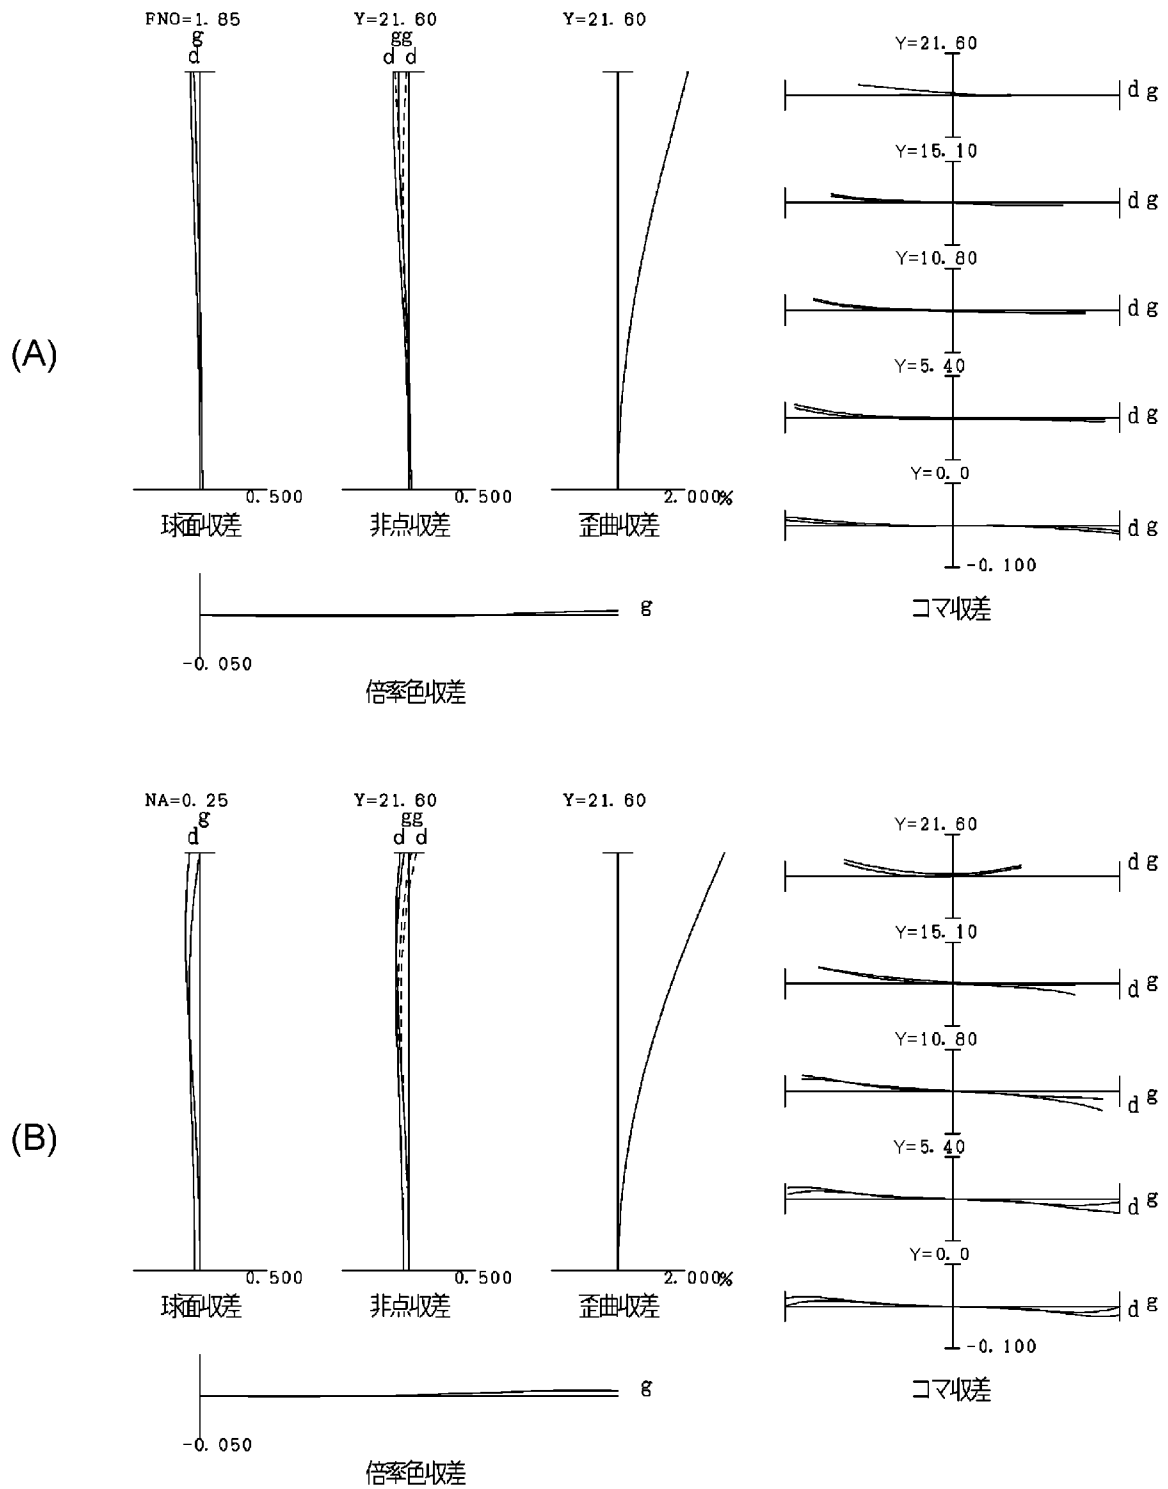 (A)
FNO=1.85
g
d
0.500
球面収差
Y=21.60
gg
d d
0.500
非点収差
Y=21.60
2.000%
歪曲収差
Y=21.60
d g
Y=15.10
d g
Y=10.80
d g
Y=5.40
d g
Y=0.0
d g
-0.100
コマ収差
g
-0.050
倍率色収差
(B)
NA=0.25
g
d
0.500
球面収差
Y=21.60
gg
d d
0.500
非点収差
Y=21.60
2.000%
歪曲収差
Y=21.60
d g
Y=15.10
d g
Y=10.80
d g
Y=5.40
d g
Y=0.0
d g
-0.100
コマ収差
g
-0.050
倍率色収差